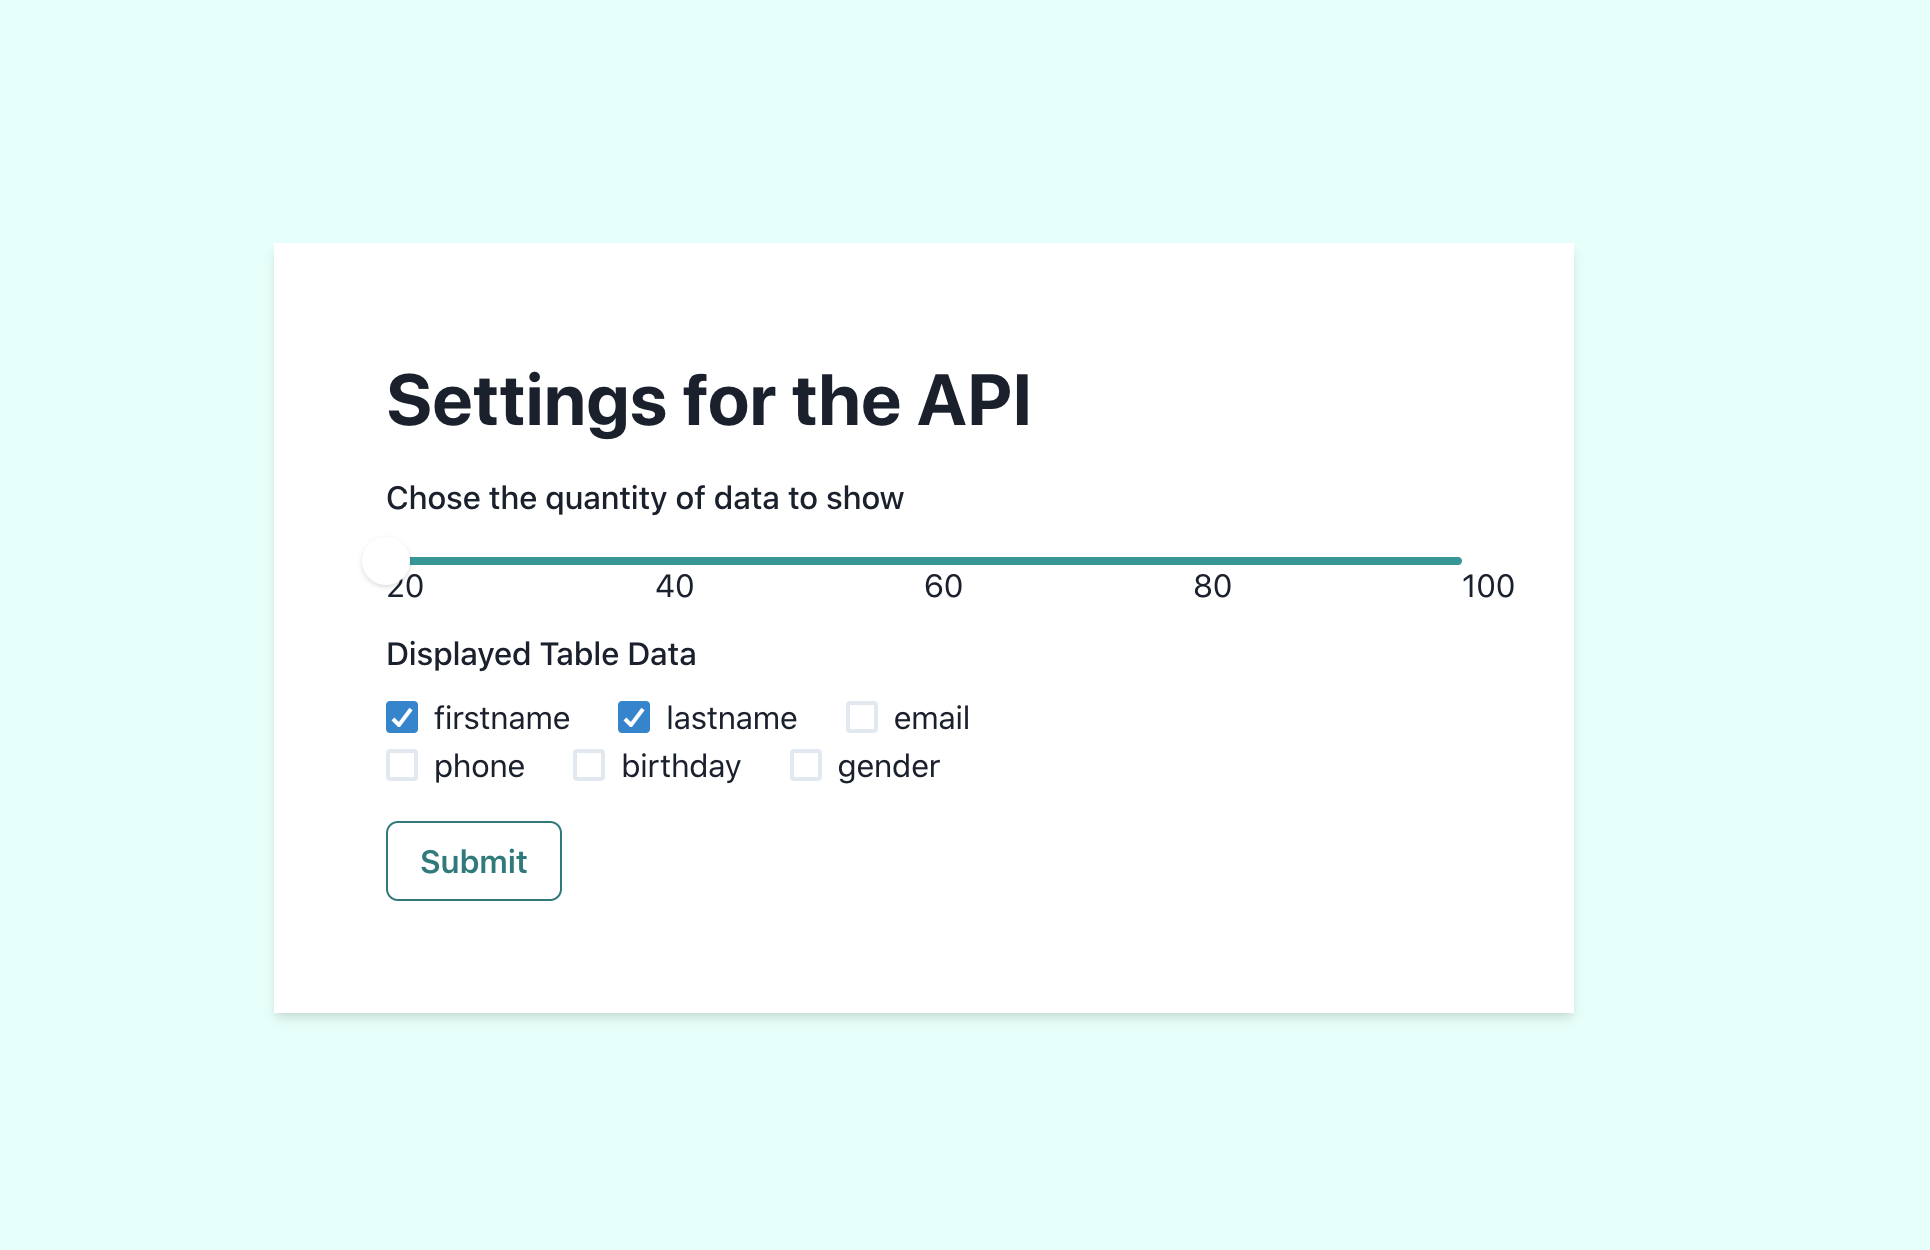 Settings for the API
Chose the quantity of data to show
20 40 60 80 100
Displayed Table Data
firstname lastname email
phone birthday gender
Submit